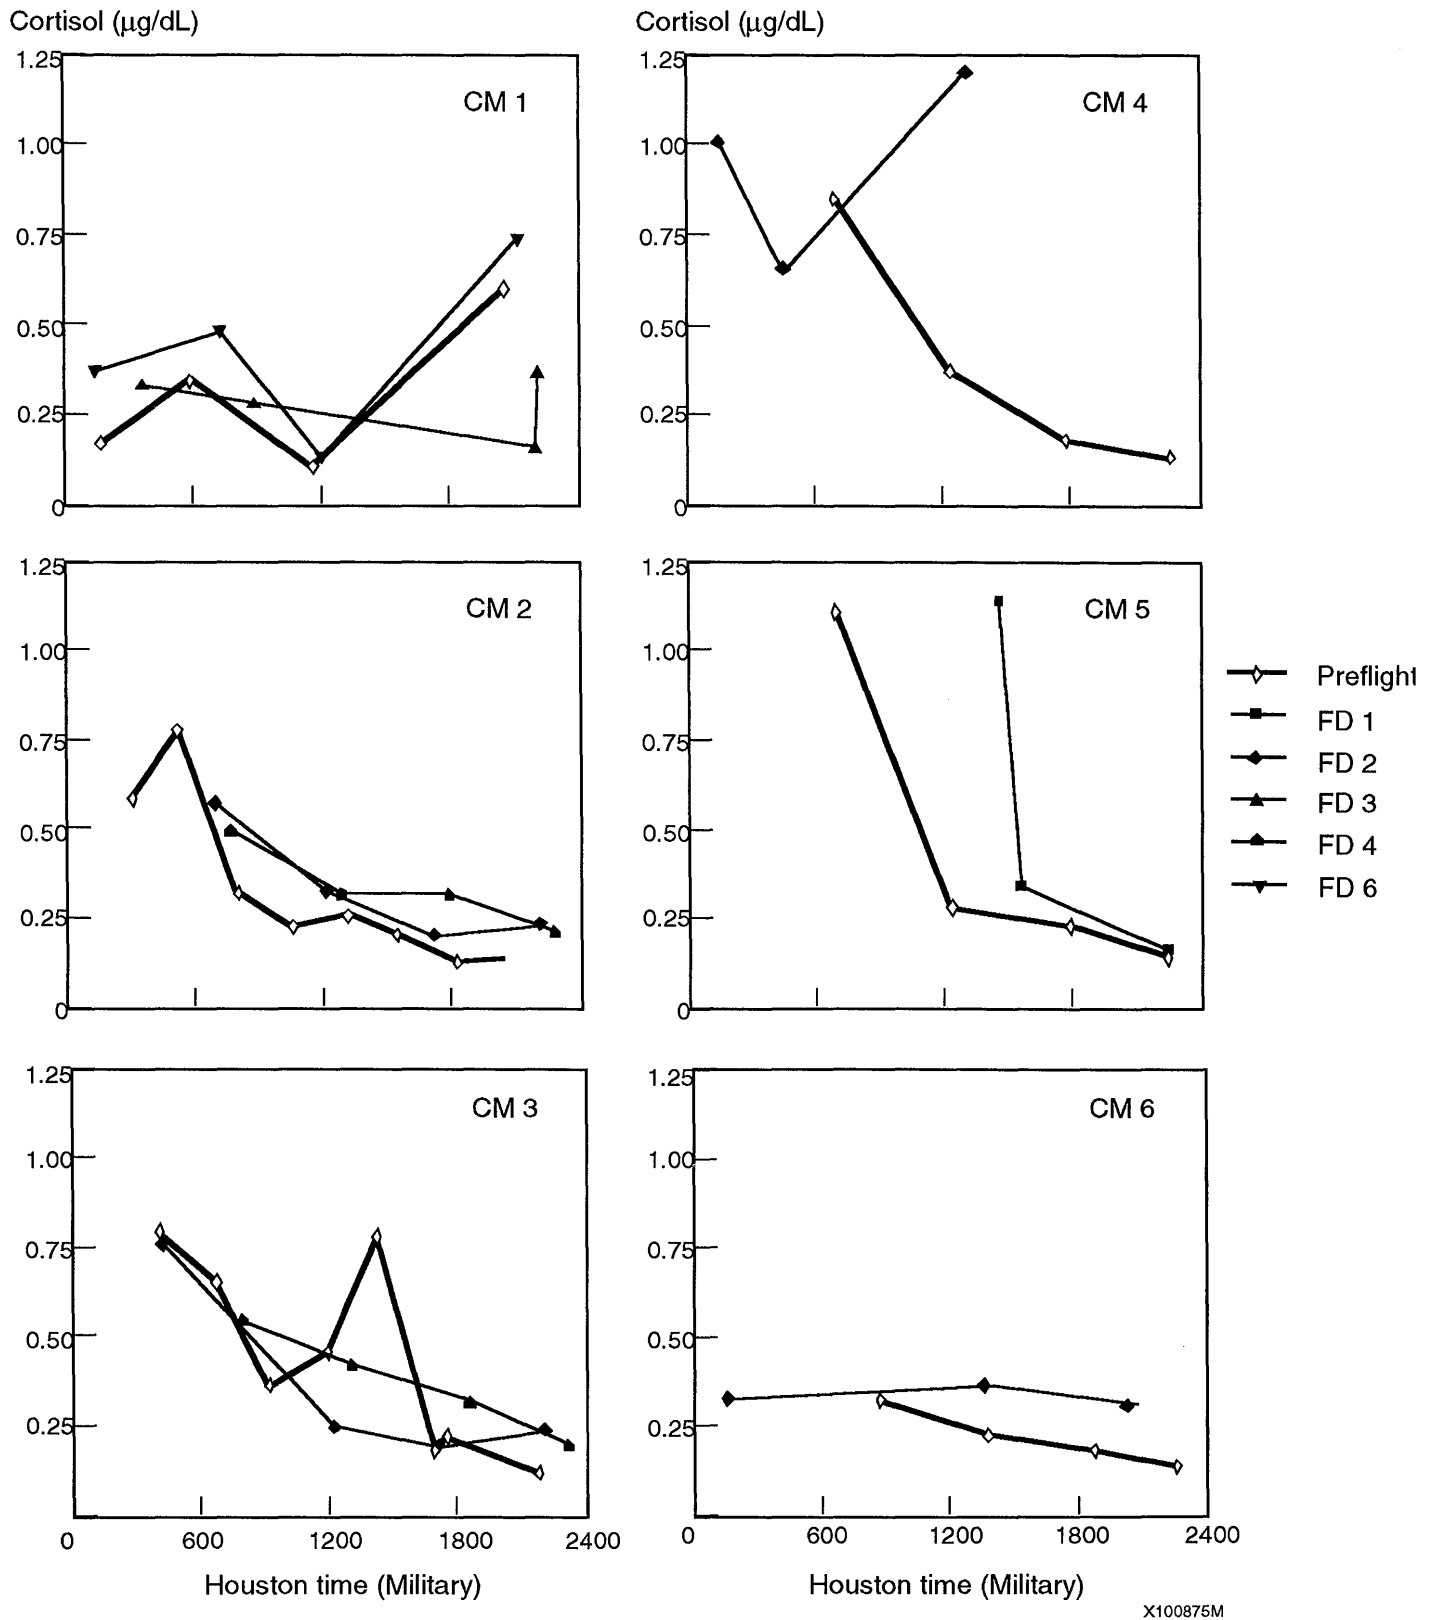 Cortisol (µg/dL)
1.25
1.00
0.75
0.50
0.25
0
CM 1
Cortisol (µg/dL)
1.25
1.00
0.75
0.50
0.25
0
CM 4
1.25
1.00
0.75
0.50
0.25
0
CM 2
1.25
1.00
0.75
0.50
0.25
0
CM 5
Preflight
FD 1
FD 2
FD 3
FD 4
FD 6
1.25
1.00
0.75
0.50
0.25
CM 3
0 600 1200 1800 2400
Houston time (Military)
1.25
1.00
0.75
0.50
0.25
CM 6
0 600 1200 1800 2400
Houston time (Military)
X100875M